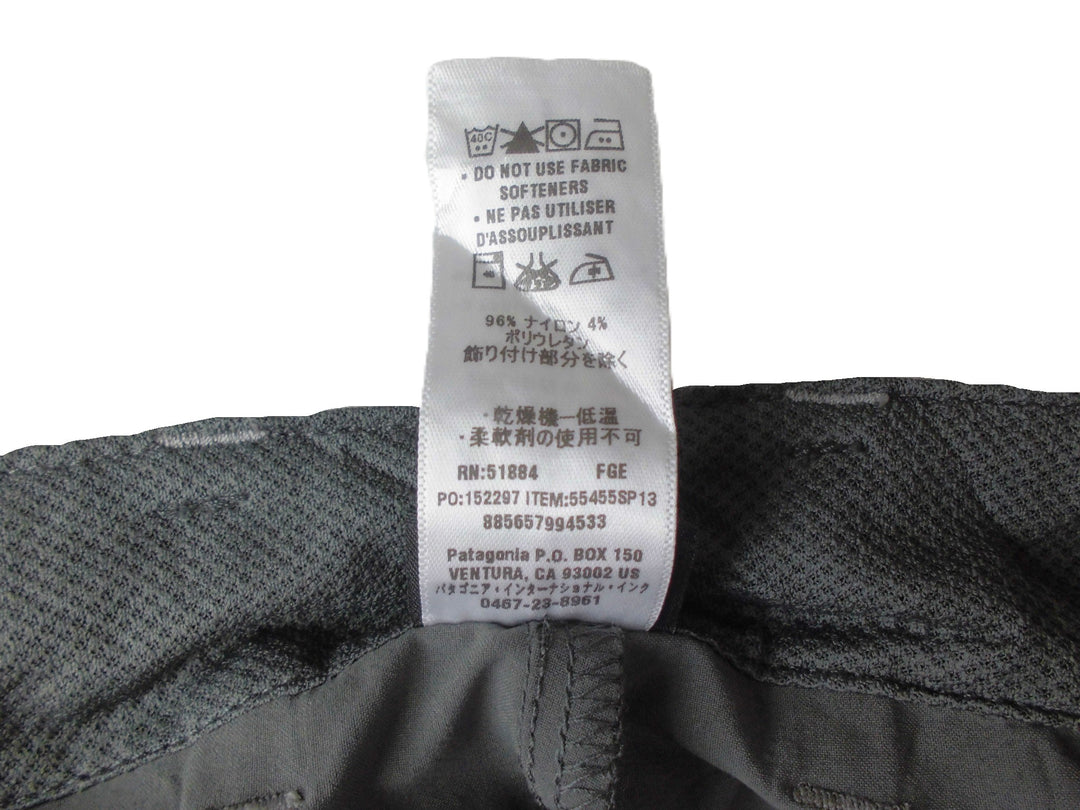 40C
• DO NOT USE FABRIC
SOFTENERS
• NE PAS UTILISER
D'ASSOUPLISSANT
40
中
96% ナイロン 4%
ポリウレタン
飾り付け部分を除く
・乾燥機一低温
・柔軟剤の使用不可
RN:51884 FGE
PO:152297 ITEM:55455SP13
885657994533
Patagonia P.O. BOX 150
VENTURA, CA 93002 US
パタゴニア・インターナショナル・インク
0467-23-8961